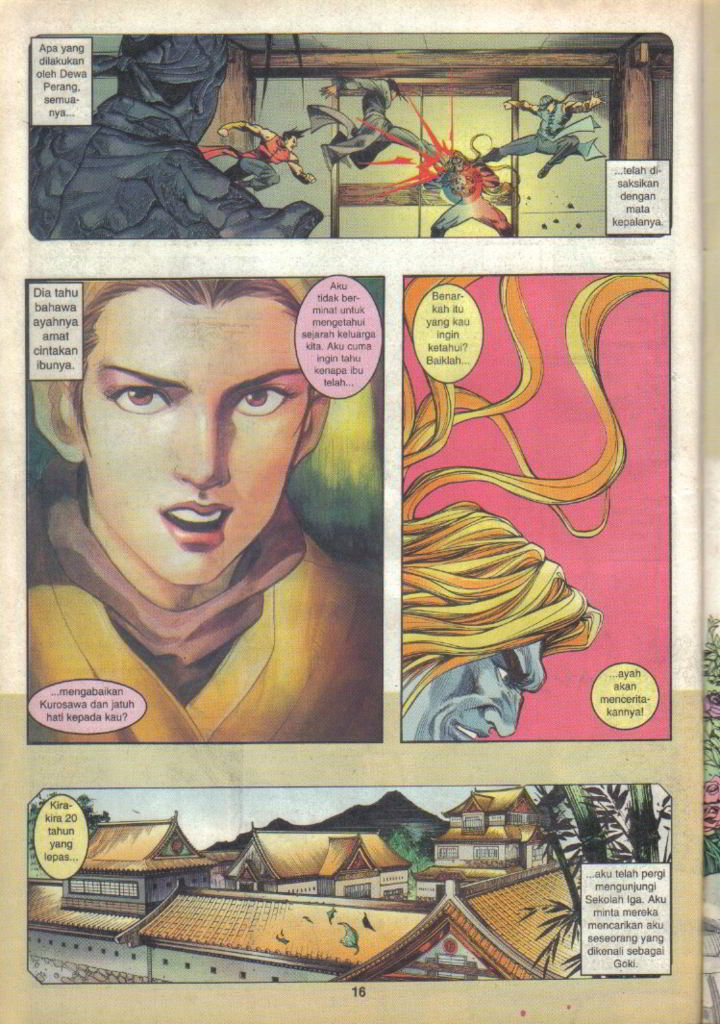 Apa yang
dilakukan
oleh Dewa
Perang,
semua-
nya...
...telah di-
saksikan
dengan
mata
kepalanya.
Dia tahu
bahawa
ayahnya
amat
cintakan
ibunya.
Aku
tidak ber-
minat untuk
mengetahui
sejarah keluarga
kita. Aku cuma
ingin tahu
kenapa ibu
telah...
...mengabaikan
Kurosawa dan jatuh
hati kepada kau?
Benar-
kah itu
yang kau
ingin
ketahui?
Baiklah...
...ayah
akan
mencerita-
kannya!
Kira-
kira 20
tahun
yang
lepas...
...aku telah pergi
mengunjungi
Sekolah Iga. Aku
minta mereka
mencarikan aku
seseorang yang
dikenali sebagai
Goki.
16